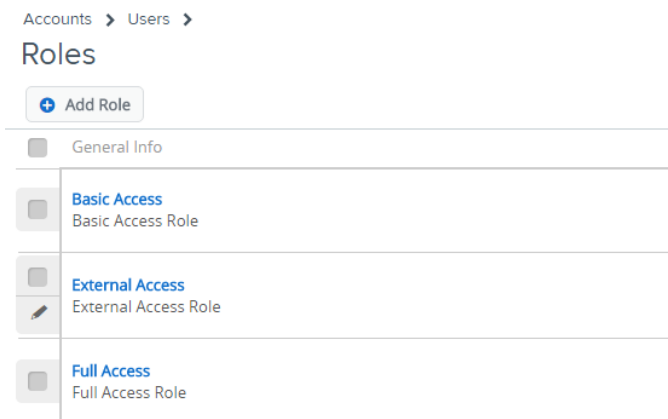 Accounts > Users >
Roles
Add Role
General Info
Basic Access
Basic Access Role
External Access
External Access Role
Full Access
Full Access Role